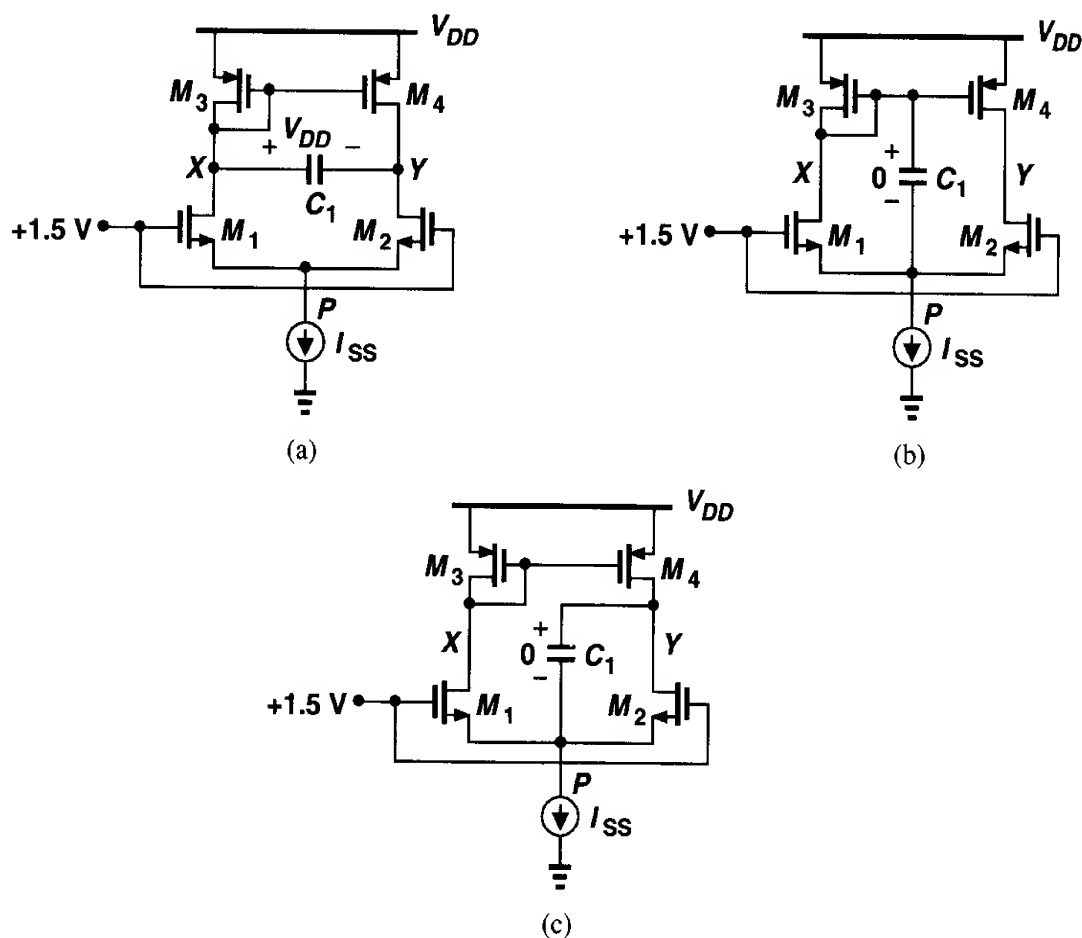 V_DD
M_3
M_4
+ V_DD −
X
Y
C_1
+1.5 V
M_1
M_2
P
I_SS
(a)
V_DD
M_3
M_4
+
X
0
C_1
Y
−
+1.5 V
M_1
M_2
P
I_SS
(b)
V_DD
M_3
M_4
+
X
0
C_1
Y
−
+1.5 V
M_1
M_2
P
I_SS
(c)